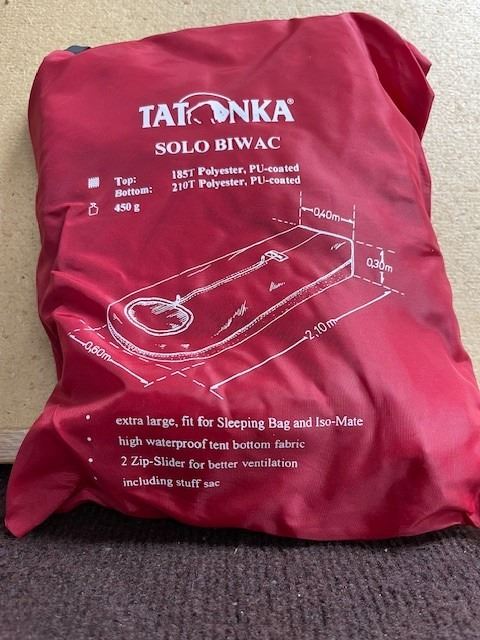 TATONKA®
SOLO BIWAC
Top: 185T Polyester, PU-coated
Bottom: 210T Polyester, PU-coated
450 g
0,40m
0,30m
2,10m
0,60m
• extra large, fit for Sleeping Bag and Iso-Mate
• high waterproof tent bottom fabric
• 2 Zip-Slider for better ventilation
• including stuff sac